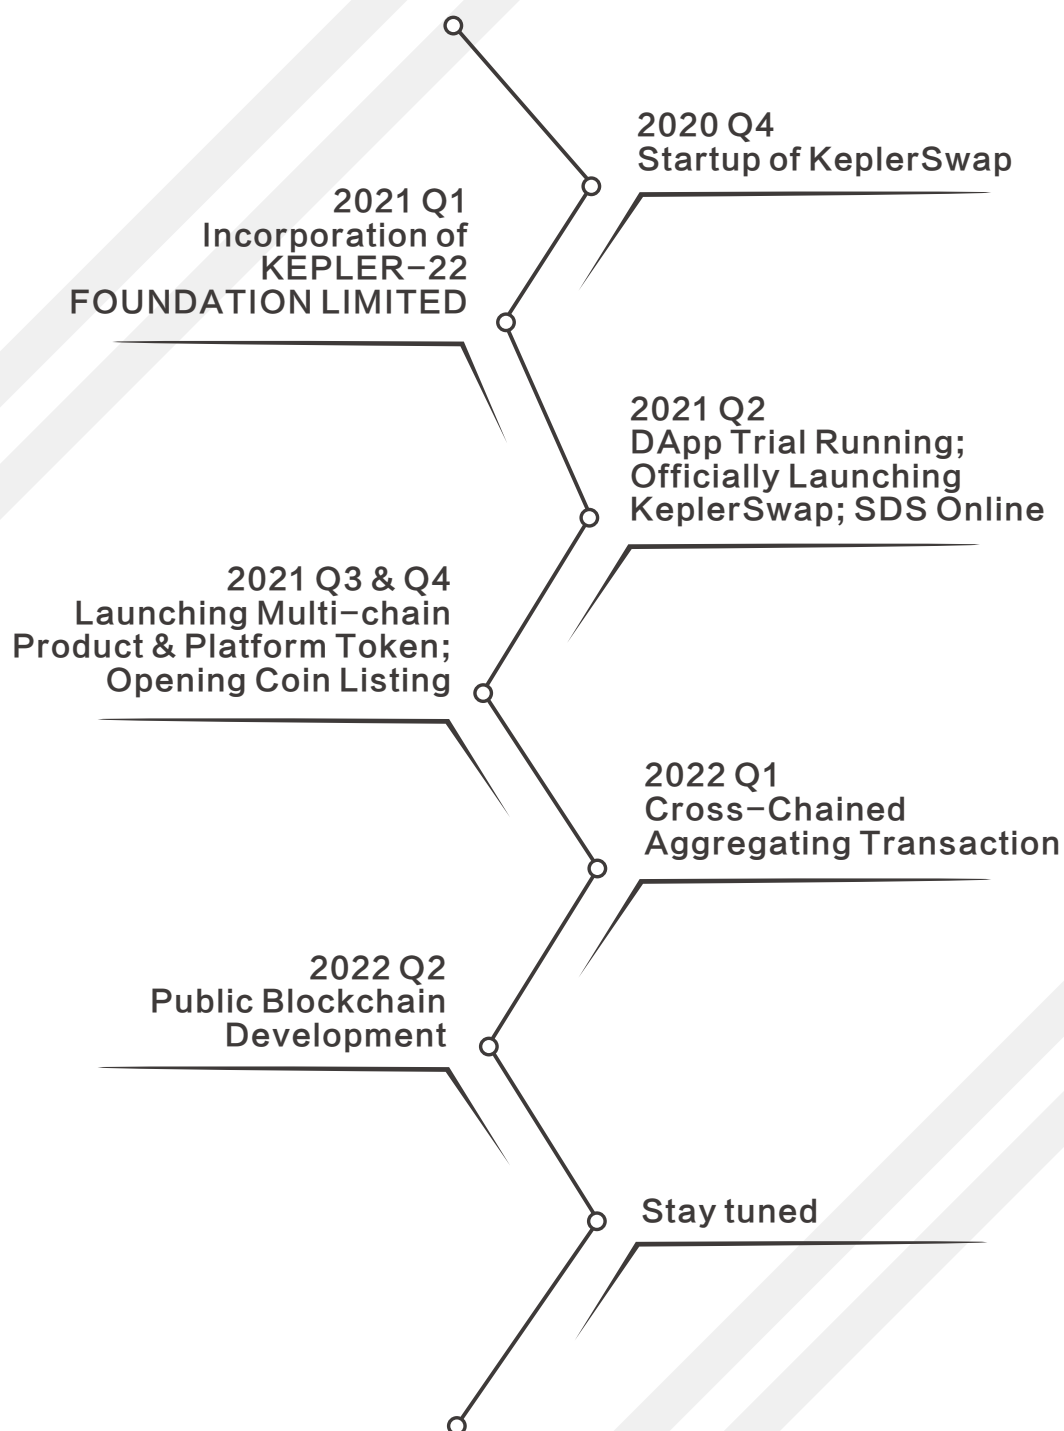 2020 Q4
Startup of KeplerSwap
2021 Q1
Incorporation of
KEPLER-22
FOUNDATION LIMITED
2021 Q2
DApp Trial Running;
Officially Launching
KeplerSwap; SDS Online
2021 Q3 & Q4
Launching Multi-chain
Product & Platform Token;
Opening Coin Listing
2022 Q1
Cross-Chained
Aggregating Transaction
2022 Q2
Public Blockchain
Development
Stay tuned